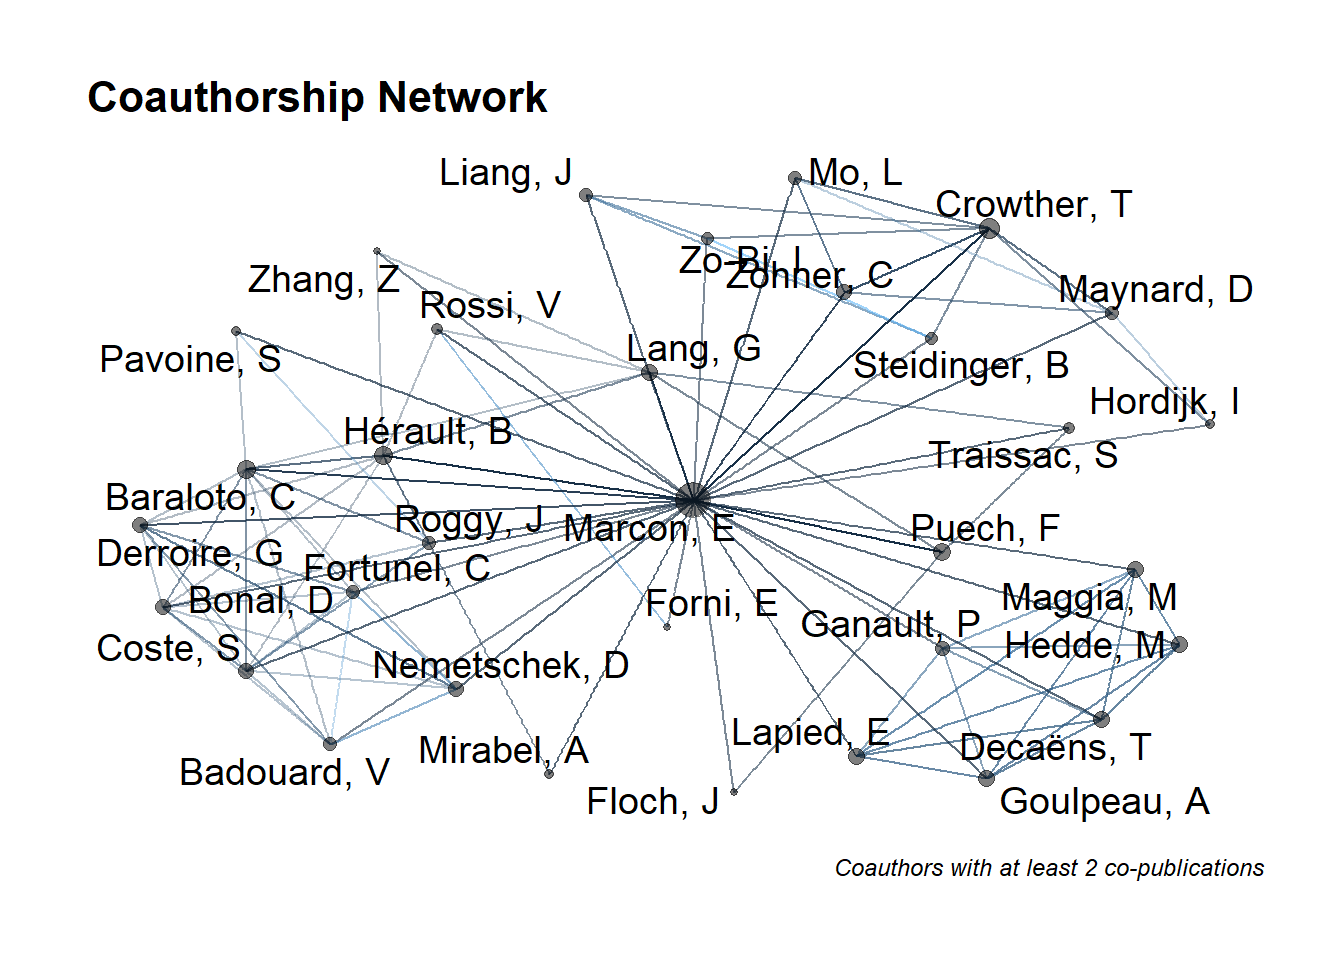 Coauthorship Network
Liang, J
Mo, L
Crowther, T
Zo-Bi, I
Zohner, C
Zhang, Z
Maynard, D
Rossi, V
Lang, G
Pavoine, S
Steidinger, B
Hordijk, I
Hérault, B
Traissac, S
Baraloto, C
Roggy, J
Marcon, E
Puech, F
Derroire, G
Fortunel, C
Bonal, D
Forni, E
Maggia, M
Ganault, P
Coste, S
Hedde, M
Nemetschek, D
Lapied, E
Mirabel, A
Decaëns, T
Badouard, V
Floch, J
Goulpeau, A
Coauthors with at least 2 co-publications